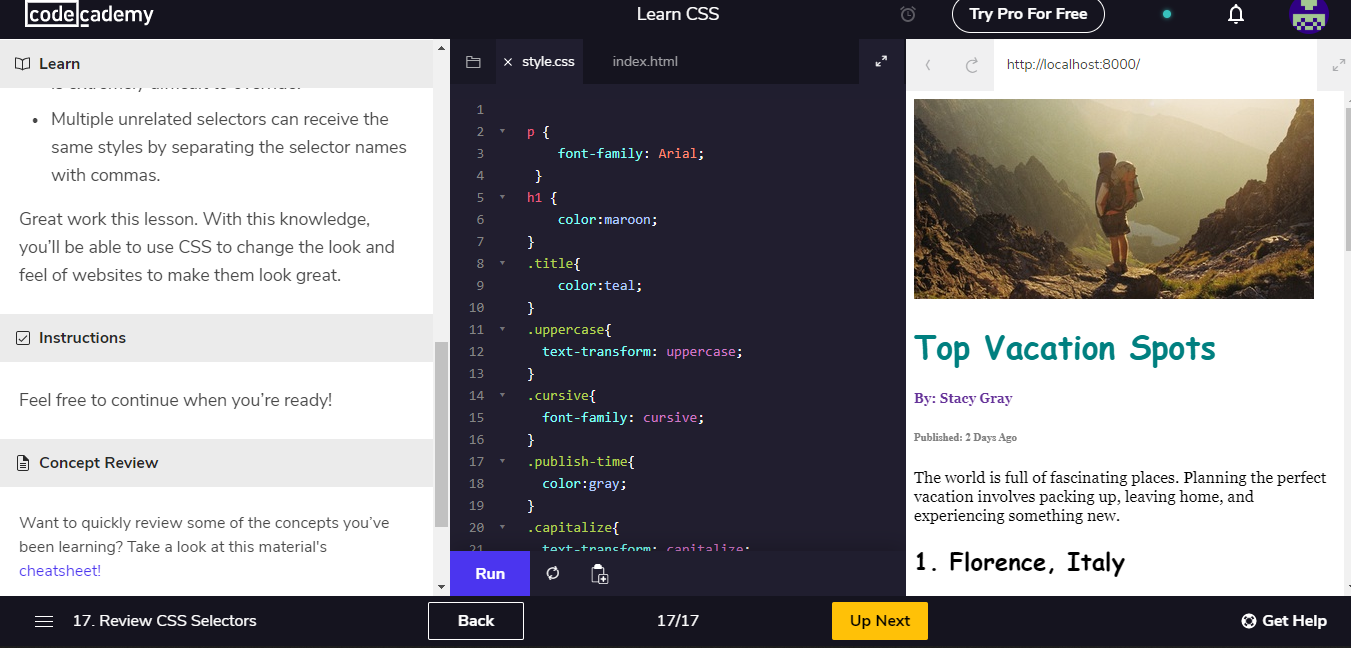 codecademy
Learn CSS
Try Pro For Free
Learn
is extremely difficult to override.
• Multiple unrelated selectors can receive the
same styles by separating the selector names
with commas.
Great work this lesson. With this knowledge,
you’ll be able to use CSS to change the look and
feel of websites to make them look great.
Instructions
Feel free to continue when you’re ready!
Concept Review
Want to quickly review some of the concepts you’ve
been learning? Take a look at this material's
cheatsheet!
× style.css
index.html
1
2 p {
3 font-family: Arial;
4 }
5 h1 {
6 color:maroon;
7 }
8 .title{
9 color:teal;
10 }
11 .uppercase{
12 text-transform: uppercase;
13 }
14 .cursive{
15 font-family: cursive;
16 }
17 .publish-time{
18 color:gray;
19 }
20 .capitalize{
21 text-transform: capitalize;
Run
http://localhost:8000/
Top Vacation Spots
By: Stacy Gray
Published: 2 Days Ago
The world is full of fascinating places. Planning the perfect
vacation involves packing up, leaving home, and
experiencing something new.
1. Florence, Italy
17. Review CSS Selectors
Back
17/17
Up Next
Get Help